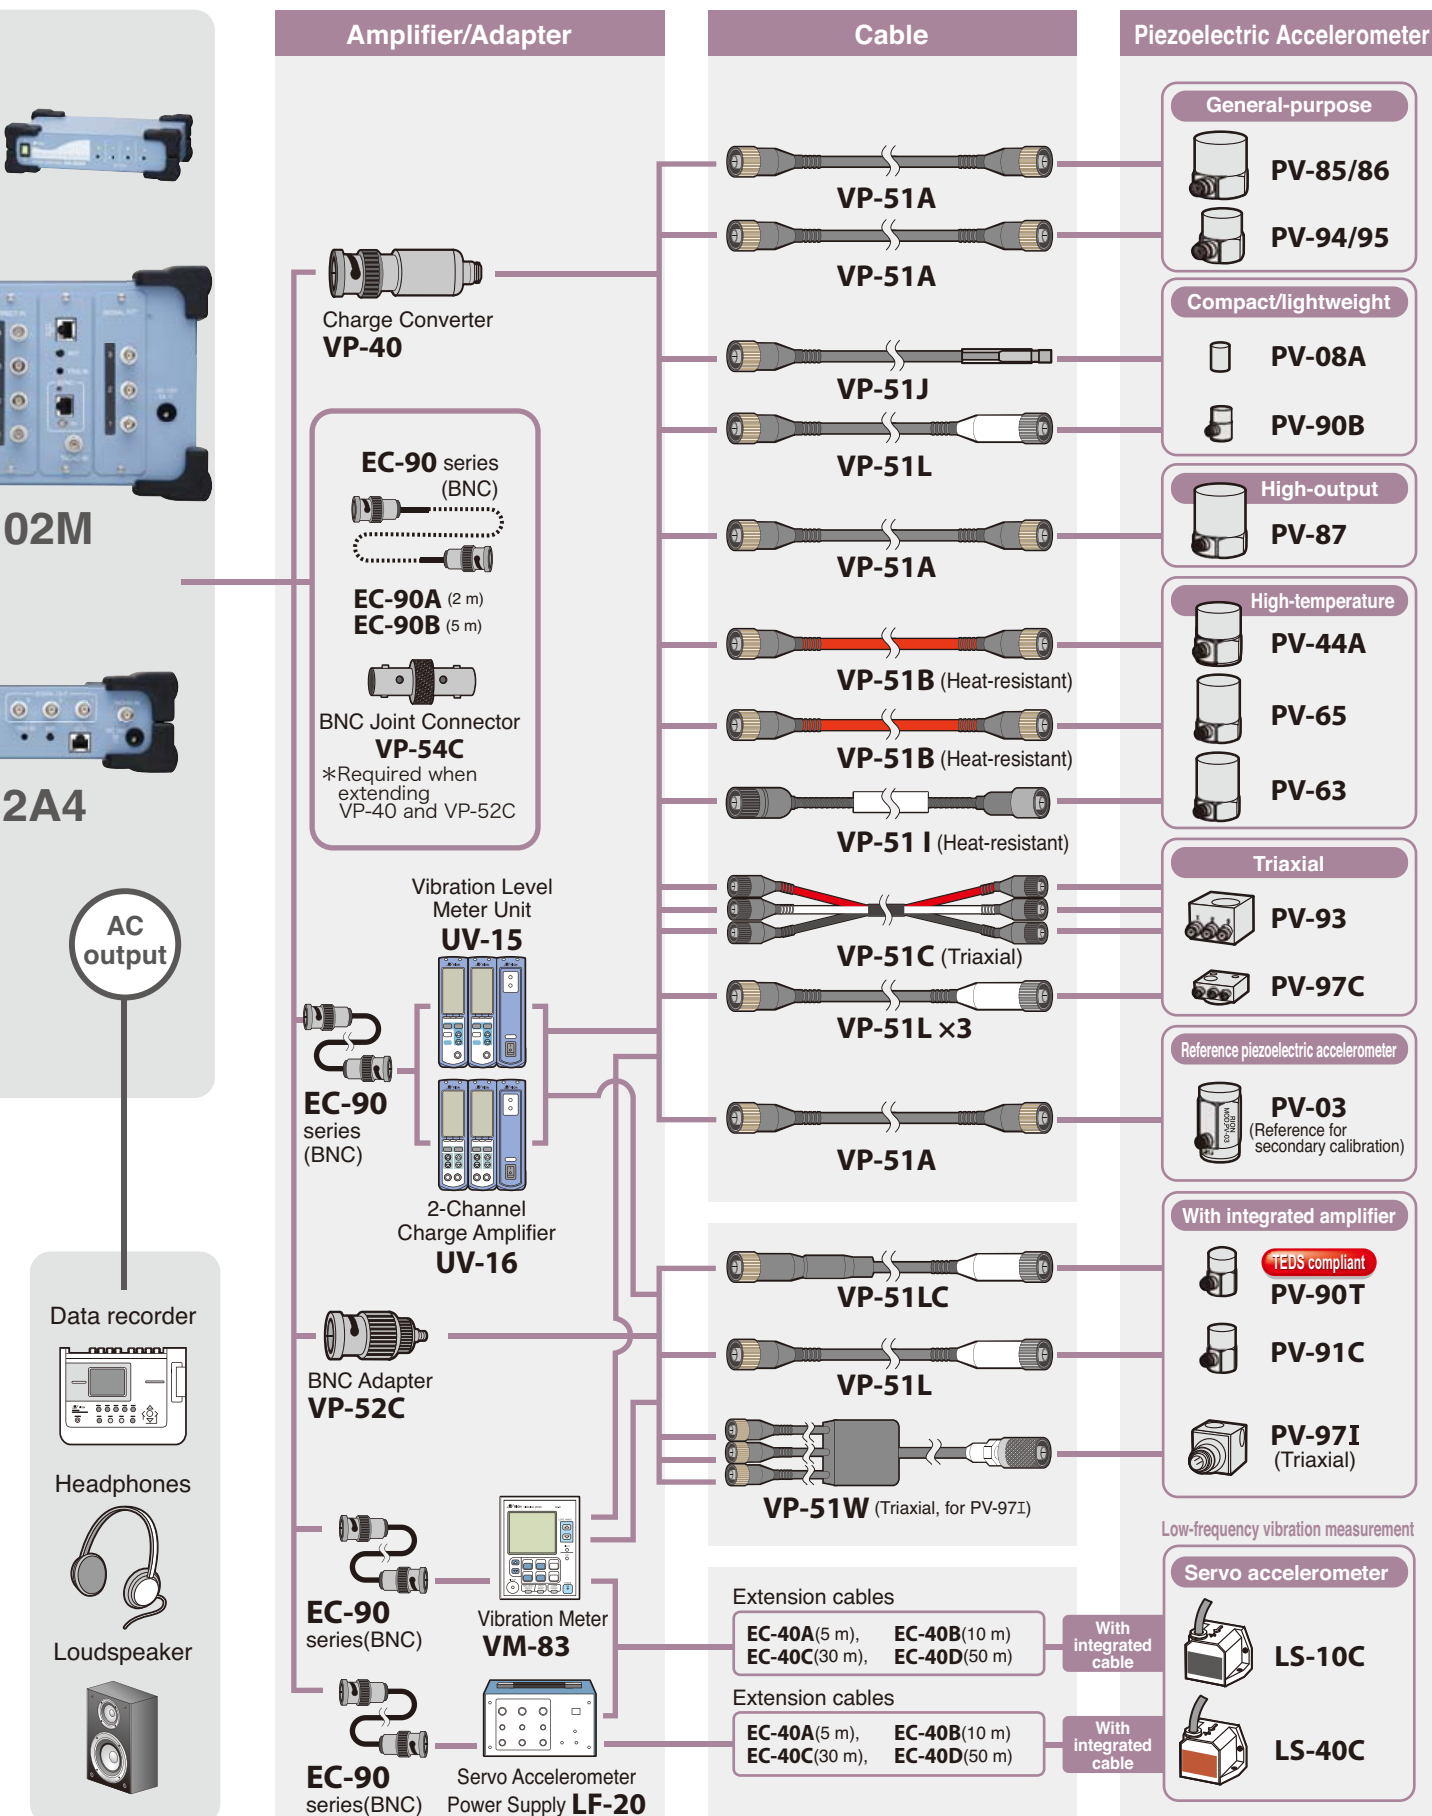 Amplifier/Adapter
Cable
Piezoelectric Accelerometer
02M
2A4
AC
output
Data recorder
Headphones
Loudspeaker
Charge Converter
VP-40
EC-90 series
(BNC)
EC-90A (2 m)
EC-90B (5 m)
BNC Joint Connector
VP-54C
*Required when
extending
VP-40 and VP-52C
Vibration Level
Meter Unit
UV-15
EC-90
series
(BNC)
2-Channel
Charge Amplifier
UV-16
BNC Adapter
VP-52C
EC-90
series(BNC)
Vibration Meter
VM-83
EC-90
series(BNC)
Servo Accelerometer
Power Supply LF-20
VP-51A
VP-51A
VP-51J
VP-51L
VP-51A
VP-51B (Heat-resistant)
VP-51B (Heat-resistant)
VP-51 I (Heat-resistant)
VP-51C (Triaxial)
VP-51L ×3
VP-51A
VP-51LC
VP-51L
VP-51W (Triaxial, for PV-97I)
Extension cables
EC-40A(5 m), EC-40B(10 m)
EC-40C(30 m), EC-40D(50 m)
With
integrated
cable
Extension cables
EC-40A(5 m), EC-40B(10 m)
EC-40C(30 m), EC-40D(50 m)
With
integrated
cable
General-purpose
PV-85/86
PV-94/95
Compact/lightweight
PV-08A
PV-90B
High-output
PV-87
High-temperature
PV-44A
PV-65
PV-63
Triaxial
PV-93
PV-97C
Reference piezoelectric accelerometer
RION
MOD.PV-03
PV-03
(Reference for
secondary calibration)
With integrated amplifier
TEDS compliant
PV-90T
PV-91C
PV-97I
(Triaxial)
Low-frequency vibration measurement
Servo accelerometer
LS-10C
LS-40C